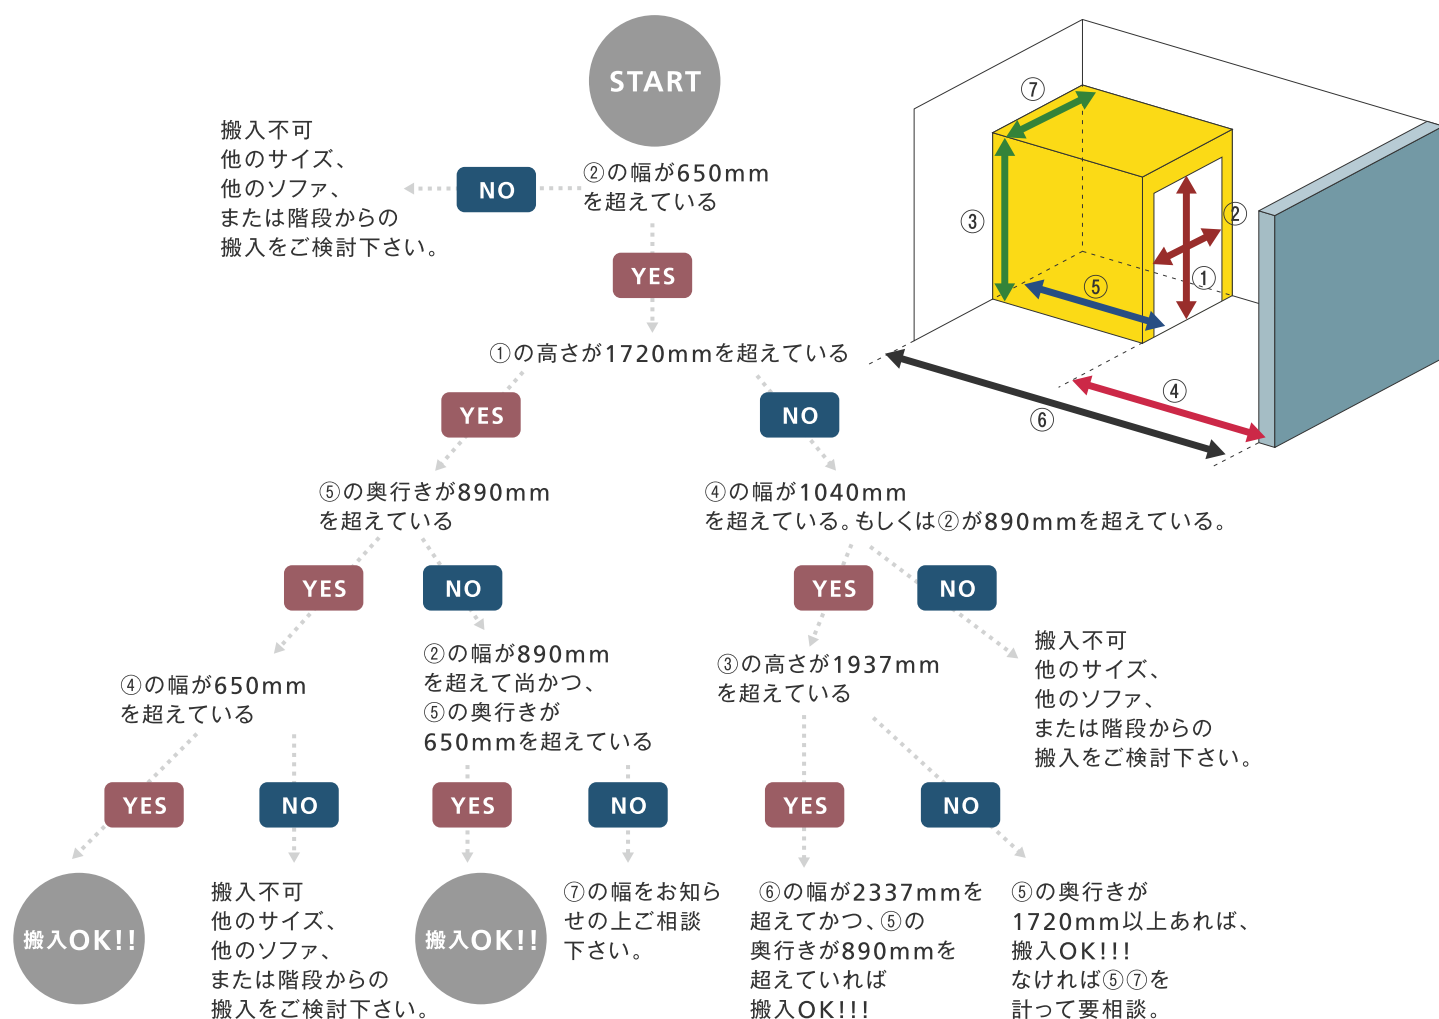 START
②の幅が650mm
を超えている
NO
搬入不可
他のサイズ、
他のソファ、
または階段からの
搬入をご検討下さい。
YES
①の高さが1720mmを超えている
YES
NO
⑤の奥行きが890mm
を超えている
④の幅が1040mm
を超えている。もしくは②が890mmを超えている。
YES
NO
YES
NO
④の幅が650mm
を超えている
②の幅が890mm
を超えて尚かつ、
⑤の奥行きが
650mmを超えている
③の高さが1937mm
を超えている
搬入不可
他のサイズ、
他のソファ、
または階段からの
搬入をご検討下さい。
YES
NO
YES
NO
YES
NO
搬入OK!!
搬入不可
他のサイズ、
他のソファ、
または階段からの
搬入をご検討下さい。
搬入OK!!
⑦の幅をお知ら
せの上ご相談
下さい。
⑥の幅が2337mmを
超えてかつ、⑤の
奥行きが890mmを
超えていれば
搬入OK!!!
⑤の奥行きが
1720mm以上あれば、
搬入OK!!!
なければ⑤⑦を
計って要相談。
⑦
③
②
①
⑤
④
⑥